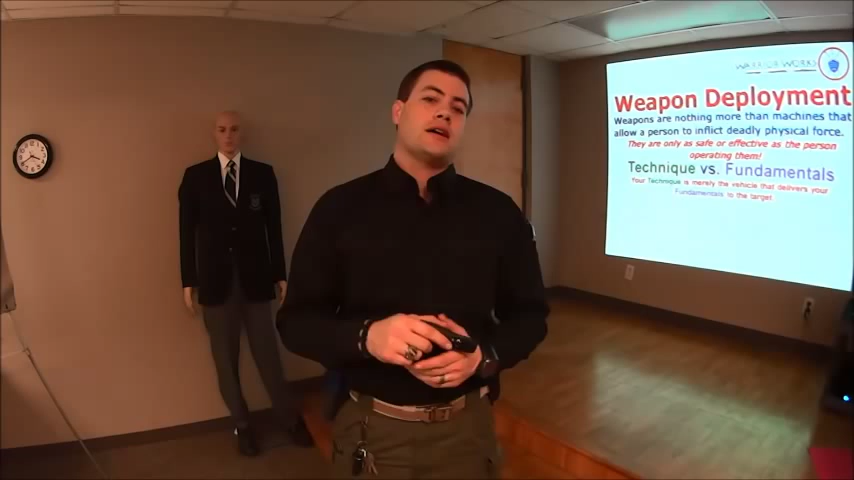 WARRIOR WORKS
Weapon Deployment
Weapons are nothing more than machines that
allow a person to inflict deadly physical force.
They are only as safe or effective as the person
operating them!
Technique vs. Fundamentals
Your Technique is merely the vehicle that delivers your
Fundamentals to the target